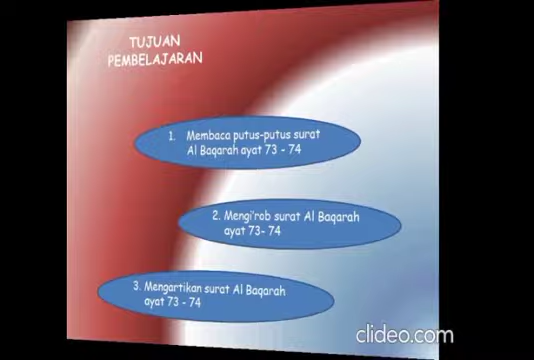 TUJUAN
PEMBELAJARAN
1. Membaca putus-putus surat
Al Baqarah ayat 73 - 74
2. Mengi'rob surat Al Baqarah
ayat 73- 74
3. Mengartikan surat Al Baqarah
ayat 73 - 74
clideo.com